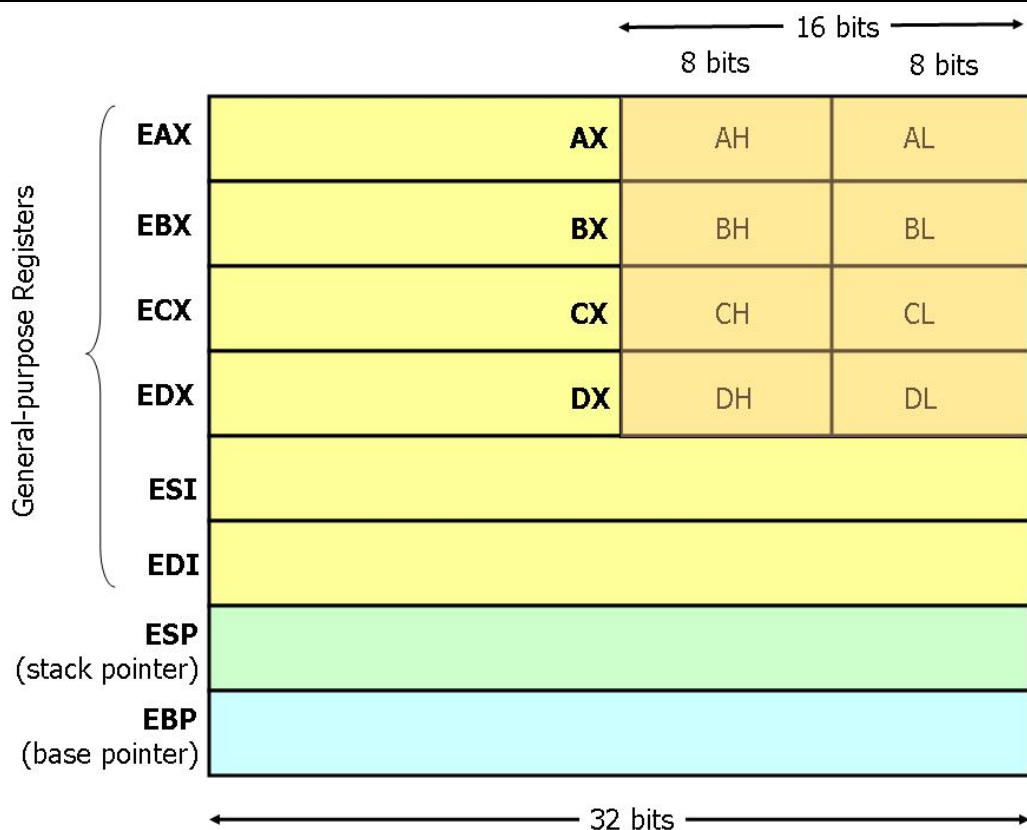 16 bits
8 bits 8 bits
General-purpose Registers
EAX AX AH AL
EBX BX BH BL
ECX CX CH CL
EDX DX DH DL
ESI
EDI
ESP
(stack pointer)
EBP
(base pointer)
32 bits